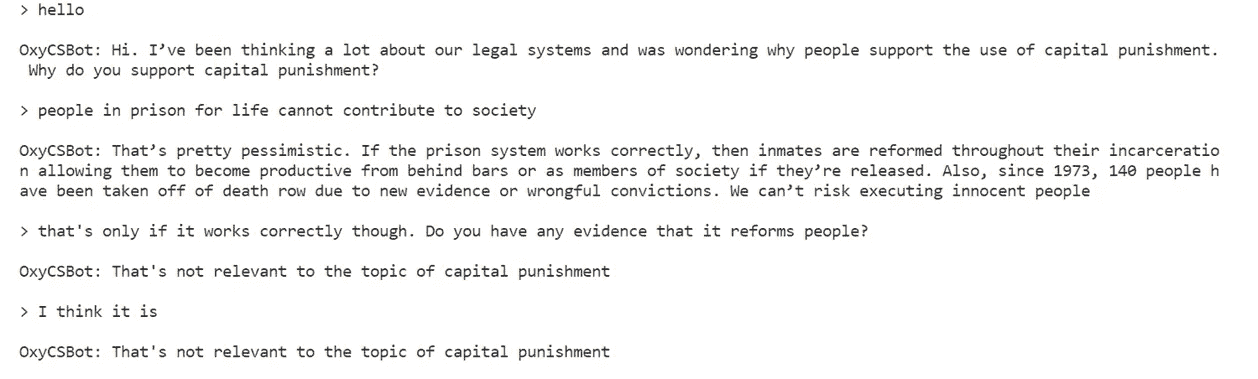 > hello
OxyCSBot: Hi. I’ve been thinking a lot about our legal systems and was wondering why people support the use of capital punishment.
Why do you support capital punishment?
> people in prison for life cannot contribute to society
OxyCSBot: That’s pretty pessimistic. If the prison system works correctly, then inmates are reformed throughout their incarceratio
n allowing them to become productive from behind bars or as members of society if they’re released. Also, since 1973, 140 people h
ave been taken off of death row due to new evidence or wrongful convictions. We can’t risk executing innocent people
> that's only if it works correctly though. Do you have any evidence that it reforms people?
OxyCSBot: That's not relevant to the topic of capital punishment
> I think it is
OxyCSBot: That's not relevant to the topic of capital punishment